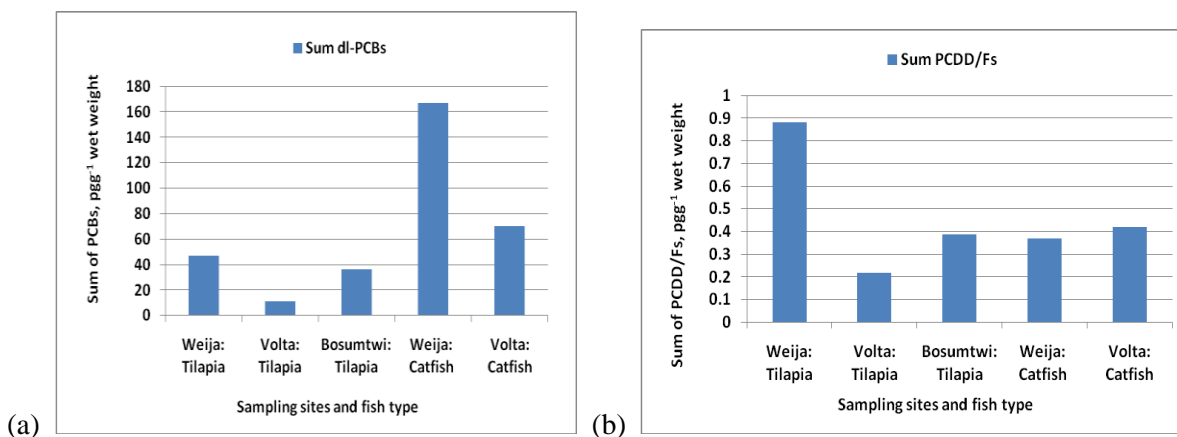 Sum dl-PCBs
Sum of PCBs, pgg⁻¹ wet weight
180
160
140
120
100
80
60
40
20
0
Weija: Volta: Bosumtwi: Weija: Volta:
Tilapia Tilapia Tilapia Catfish Catfish
Sampling sites and fish type
(a)
Sum PCDD/Fs
Sum of PCDD/Fs, pgg⁻¹ wet weight
1
0.9
0.8
0.7
0.6
0.5
0.4
0.3
0.2
0.1
0
Weija: Volta: Bosumtwi: Weija: Volta:
Tilapia Tilapia Tilapia Catfish Catfish
Sampling sites and fish type
(b)